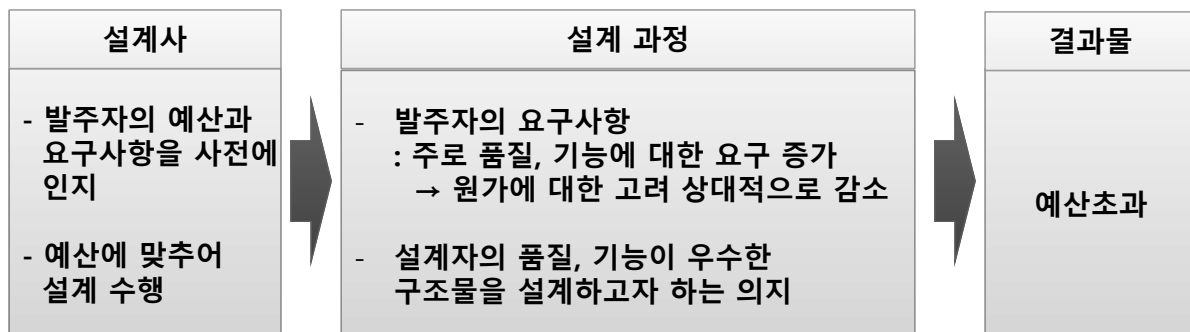 설계사
- 발주자의 예산과
요구사항을 사전에
인지
- 예산에 맞추어
설계 수행
설계 과정
- 발주자의 요구사항
: 주로 품질, 기능에 대한 요구 증가
→ 원가에 대한 고려 상대적으로 감소
- 설계자의 품질, 기능이 우수한
구조물을 설계하고자 하는 의지
결과물
예산초과